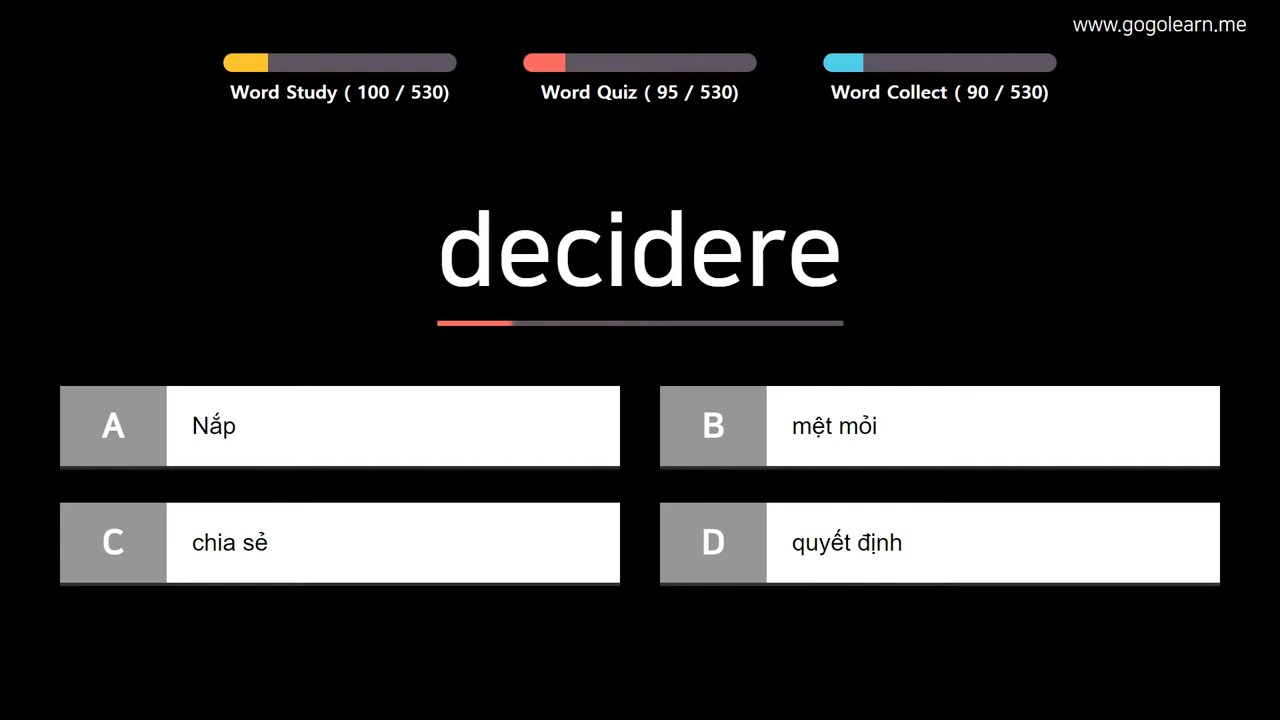 www.gogolearn.me
Word Study ( 100 / 530)
Word Quiz ( 95 / 530)
Word Collect ( 90 / 530)
decidere
A Nắp
B mệt mỏi
C chia sẻ
D quyết định